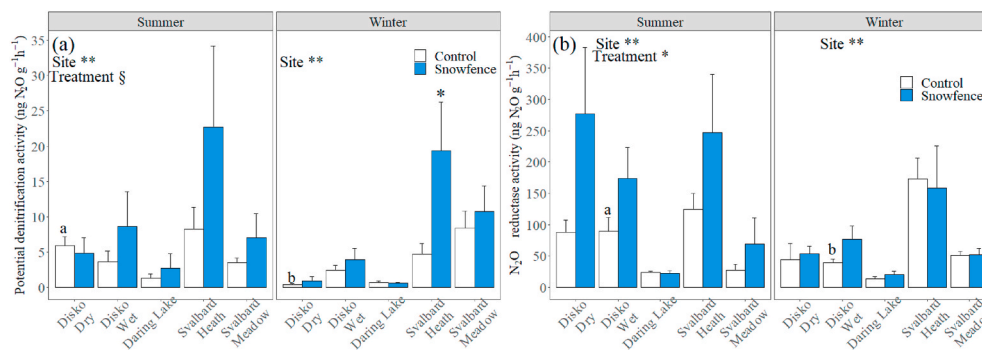 Summer
Winter
(a)
Site **
Treatment §
Site **
Control
Snowfence
Potential denitrification activity (ng N₂O g⁻¹h⁻¹)
35
30
25
20
15
10
5
0
a
b
*
Disko Dry
Disko Wet
Daring Lake
Svalbard Heath
Svalbard Meadow
Disko Dry
Disko Wet
Daring Lake
Svalbard Heath
Svalbard Meadow
Summer
Winter
(b)
Site **
Treatment *
Site **
Control
Snowfence
N₂O reductase activity (ng N₂O g⁻¹h⁻¹)
400
350
300
250
200
150
100
50
0
a
b
Disko Dry
Disko Wet
Daring Lake
Svalbard Heath
Svalbard Meadow
Disko Dry
Disko Wet
Daring Lake
Svalbard Heath
Svalbard Meadow